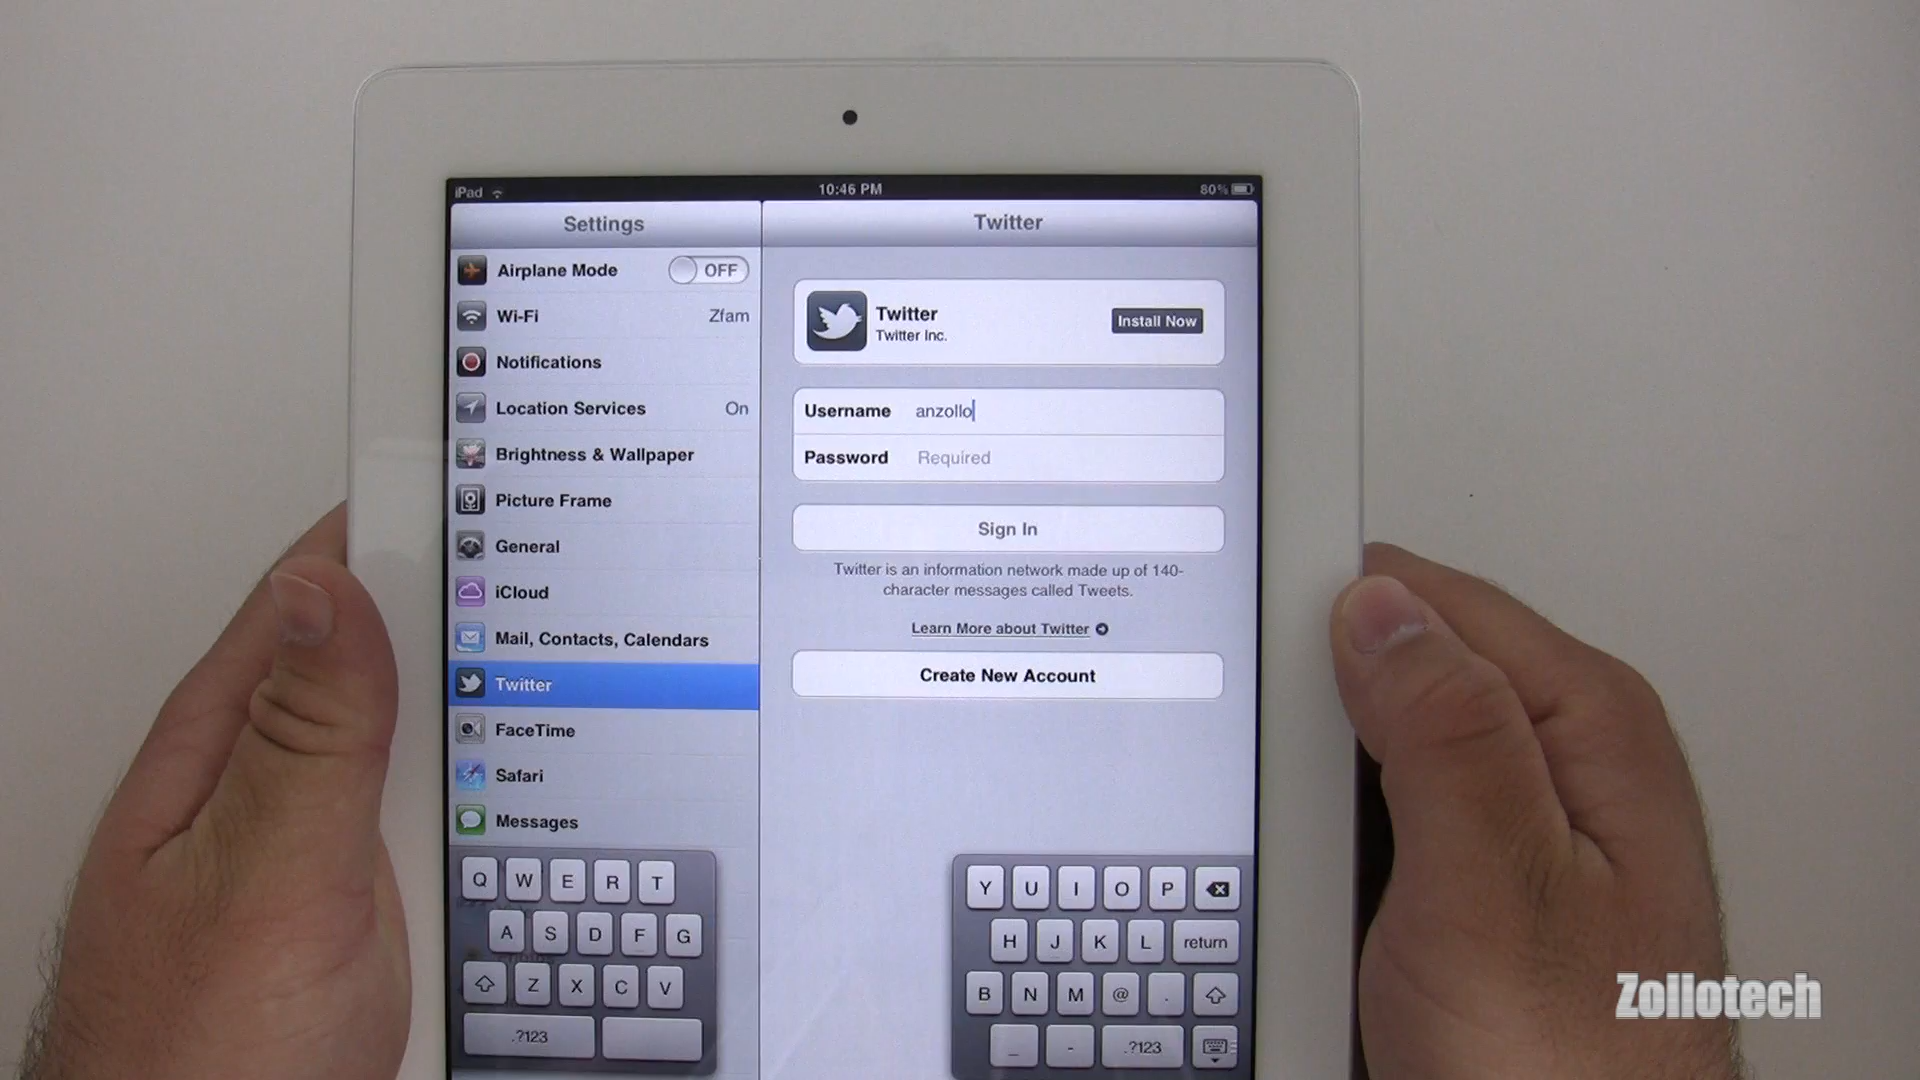 iPad
10:46 PM
80%
Settings
Twitter
Airplane Mode
OFF
Wi-Fi
Zfam
Notifications
Location Services
On
Brightness & Wallpaper
Picture Frame
General
iCloud
Mail, Contacts, Calendars
Twitter
FaceTime
Safari
Messages
Twitter
Twitter Inc.
Install Now
Username anzollo
Password Required
Sign In
Twitter is an information network made up of 140-
character messages called Tweets.
Learn More about Twitter
Create New Account
Q W E R T
A S D F G
Z X C V
.?123
Y U I O P
H J K L return
B N M @ .
_ - .?123
Zollotech